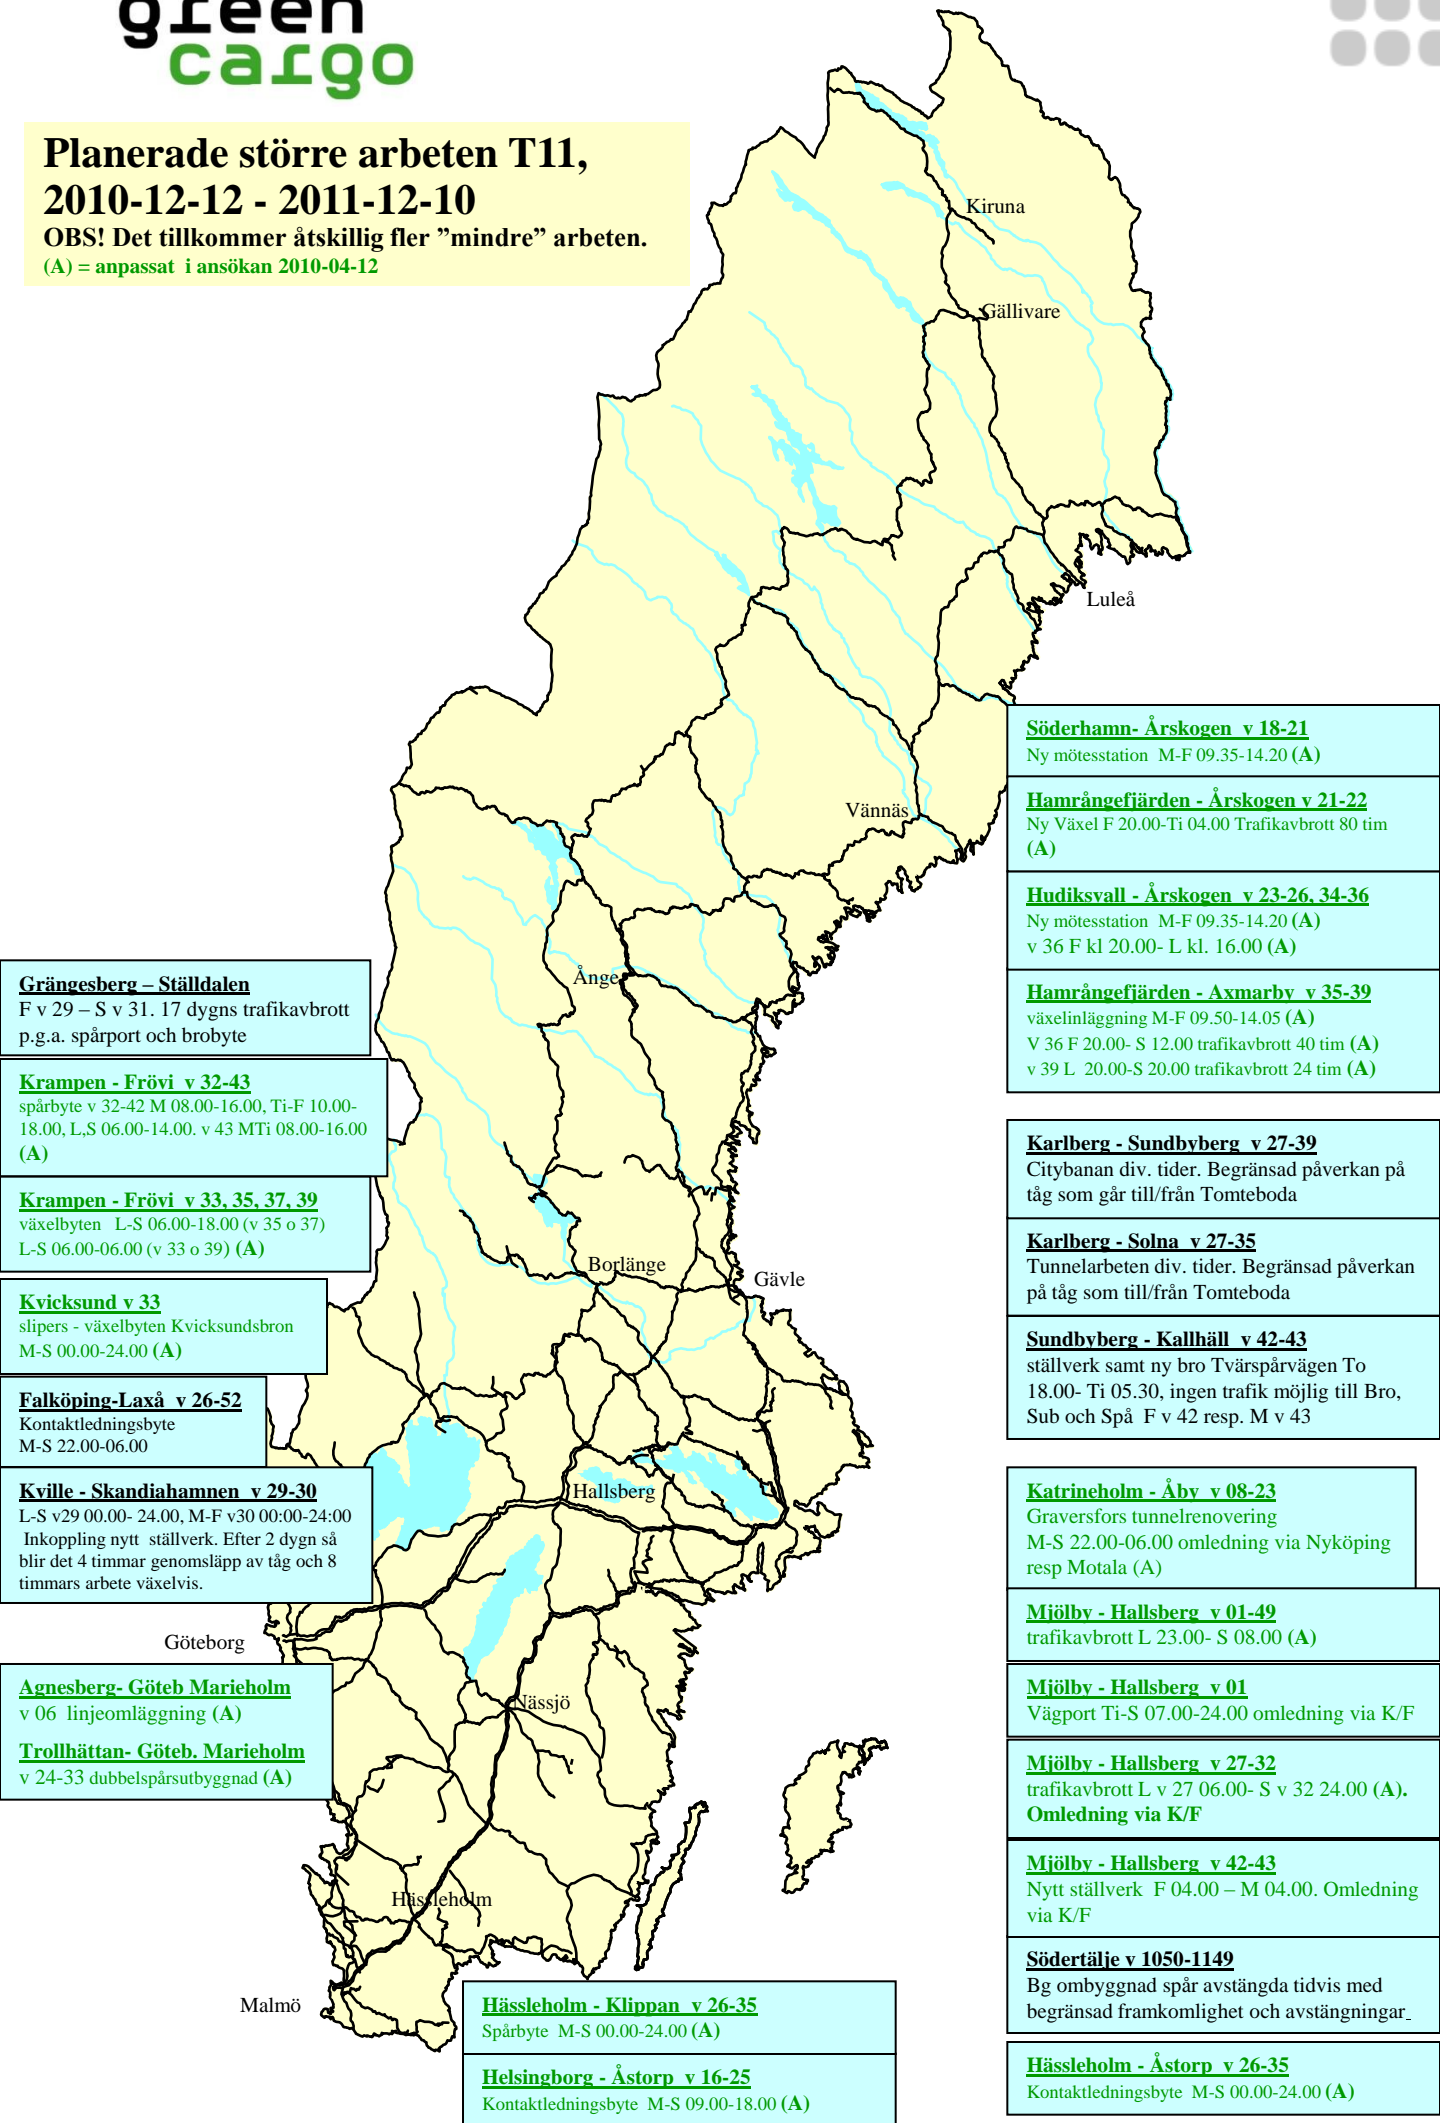 green
cargo
Planerade större arbeten T11,
2010-12-12 - 2011-12-10
OBS! Det tillkommer åtskillig fler ”mindre” arbeten.
(A) = anpassat i ansökan 2010-04-12
Kiruna
Gällivare
Luleå
Vännäs
Ånge
Borlänge
Gävle
Hallsberg
Göteborg
Nässjö
Hässleholm
Malmö
Grängesberg – Ställdalen
F v 29 – S v 31. 17 dygns trafikavbrott
p.g.a. spårport och brobyte
Krampen - Frövi v 32-43
spårbyte v 32-42 M 08.00-16.00, Ti-F 10.00-
18.00, L,S 06.00-14.00. v 43 MTi 08.00-16.00
(A)
Krampen - Frövi v 33, 35, 37, 39
växelbyten L-S 06.00-18.00 (v 35 o 37)
L-S 06.00-06.00 (v 33 o 39) (A)
Kvicksund v 33
slipers - växelbyten Kvicksundsbron
M-S 00.00-24.00 (A)
Falköping-Laxå v 26-52
Kontaktledningsbyte
M-S 22.00-06.00
Kville - Skandiahamnen v 29-30
L-S v29 00.00- 24.00, M-F v30 00:00-24:00
Inkoppling nytt ställverk. Efter 2 dygn så
blir det 4 timmar genomsläpp av tåg och 8
timmars arbete växelvis.
Agnesberg- Göteb Marieholm
v 06 linjeomläggning (A)
Trollhättan- Göteb. Marieholm
v 24-33 dubbelspårsutbyggnad (A)
Söderhamn- Årskogen v 18-21
Ny mötesstation M-F 09.35-14.20 (A)
Hamrångefjärden - Årskogen v 21-22
Ny Växel F 20.00-Ti 04.00 Trafikavbrott 80 tim
(A)
Hudiksvall - Årskogen v 23-26, 34-36
Ny mötesstation M-F 09.35-14.20 (A)
v 36 F kl 20.00- L kl. 16.00 (A)
Hamrångefjärden - Axmarby v 35-39
växelinläggning M-F 09.50-14.05 (A)
V 36 F 20.00- S 12.00 trafikavbrott 40 tim (A)
v 39 L 20.00-S 20.00 trafikavbrott 24 tim (A)
Karlberg - Sundbyberg v 27-39
Citybanan div. tider. Begränsad påverkan på
tåg som går till/från Tomteboda
Karlberg - Solna v 27-35
Tunnelarbeten div. tider. Begränsad påverkan
på tåg som till/från Tomteboda
Sundbyberg - Kallhäll v 42-43
ställverk samt ny bro Tvärspårvägen To
18.00- Ti 05.30, ingen trafik möjlig till Bro,
Sub och Spå F v 42 resp. M v 43
Katrineholm - Åby v 08-23
Graversfors tunnelrenovering
M-S 22.00-06.00 omledning via Nyköping
resp Motala (A)
Mjölby - Hallsberg v 01-49
trafikavbrott L 23.00- S 08.00 (A)
Mjölby - Hallsberg v 01
Vägport Ti-S 07.00-24.00 omledning via K/F
Mjölby - Hallsberg v 27-32
trafikavbrott L v 27 06.00- S v 32 24.00 (A).
Omledning via K/F
Mjölby - Hallsberg v 42-43
Nytt ställverk F 04.00 – M 04.00. Omledning
via K/F
Södertälje v 1050-1149
Bg ombyggnad spår avstängda tidvis med
begränsad framkomlighet och avstängningar
Hässleholm - Åstorp v 26-35
Kontaktledningsbyte M-S 00.00-24.00 (A)
Hässleholm - Klippan v 26-35
Spårbyte M-S 00.00-24.00 (A)
Helsingborg - Åstorp v 16-25
Kontaktledningsbyte M-S 09.00-18.00 (A)